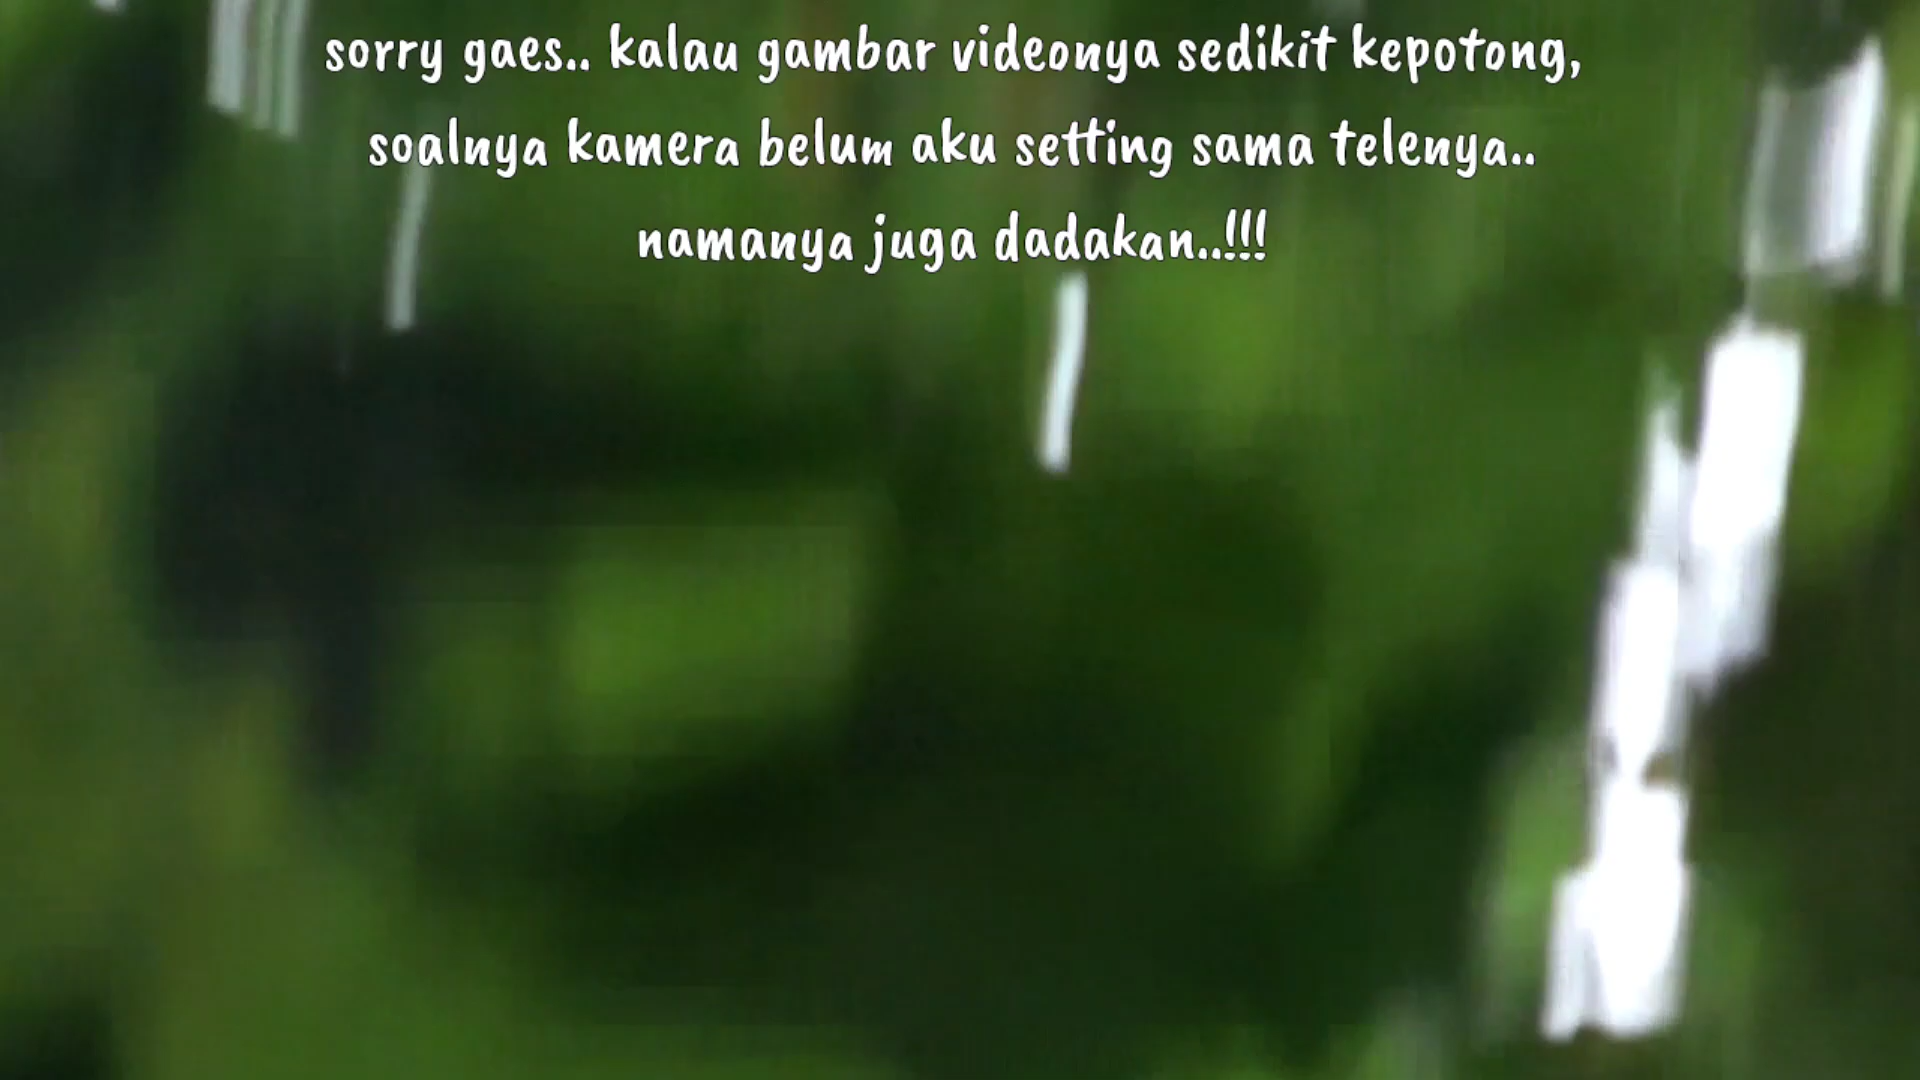 sorry gaes.. kalau gambar videonya sedikit kepotong,
soalnya kamera belum aku setting sama telenya..
namanya juga dadakan..!!!